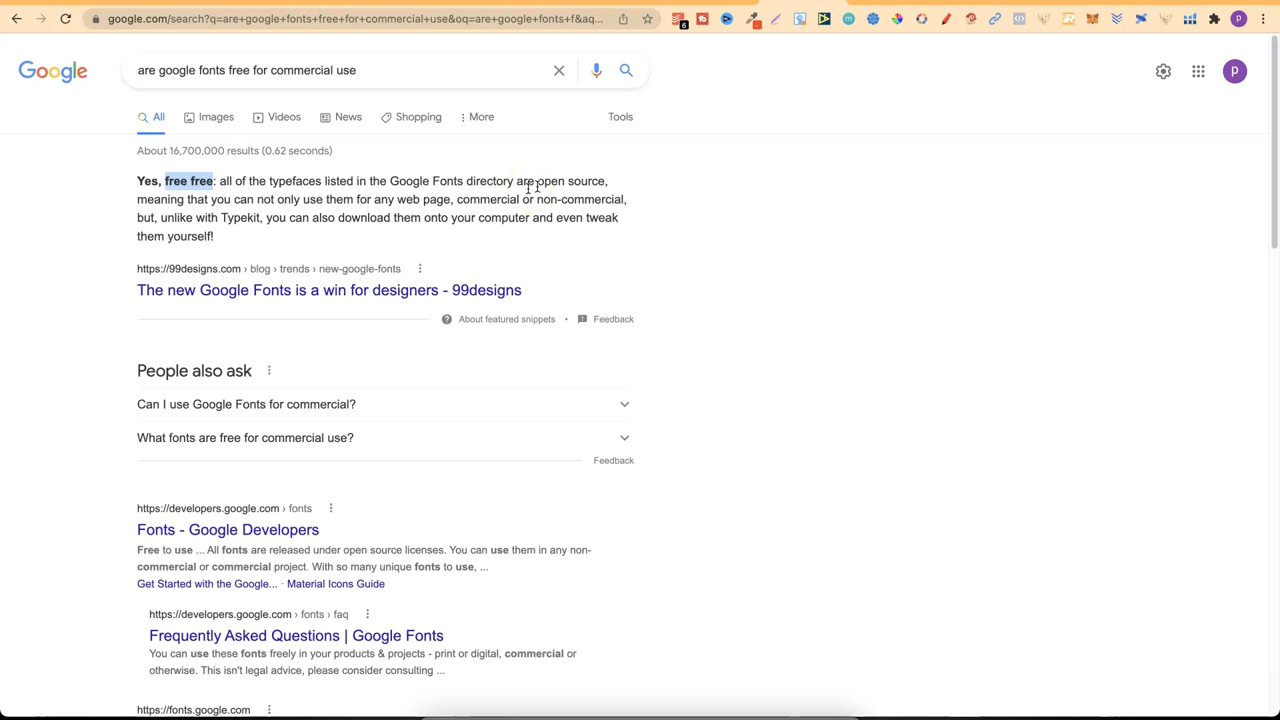 google.com/search?q=are+google+fonts+free+for+commercial+use&oq=are+google+fonts+f&aq...
6
p
Google
are google fonts free for commercial use
p
All
Images
Videos
News
Shopping
More
Tools
About 16,700,000 results (0.62 seconds)
Yes, free free: all of the typefaces listed in the Google Fonts directory are open source,
meaning that you can not only use them for any web page, commercial or non-commercial,
but, unlike with Typekit, you can also download them onto your computer and even tweak
them yourself!
https://99designs.com › blog › trends › new-google-fonts
The new Google Fonts is a win for designers - 99designs
About featured snippets • Feedback
People also ask
Can I use Google Fonts for commercial?
What fonts are free for commercial use?
Feedback
https://developers.google.com › fonts
Fonts - Google Developers
Free to use ... All fonts are released under open source licenses. You can use them in any non-
commercial or commercial project. With so many unique fonts to use, ...
Get Started with the Google... · Material Icons Guide
https://developers.google.com › fonts › faq
Frequently Asked Questions | Google Fonts
You can use these fonts freely in your products & projects - print or digital, commercial or
otherwise. This isn't legal advice, please consider consulting ...
https://fonts.google.com